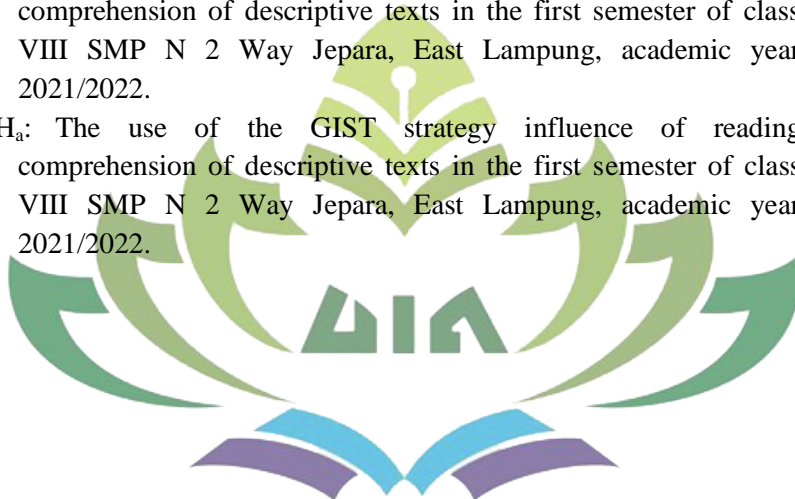 comprehension of descriptive texts in the first semester of class
VIII SMP N 2 Way Jepara, East Lampung, academic year
2021/2022.
Hₐ: The use of the GIST strategy influence of reading
comprehension of descriptive texts in the first semester of class
VIII SMP N 2 Way Jepara, East Lampung, academic year
2021/2022.
UIN